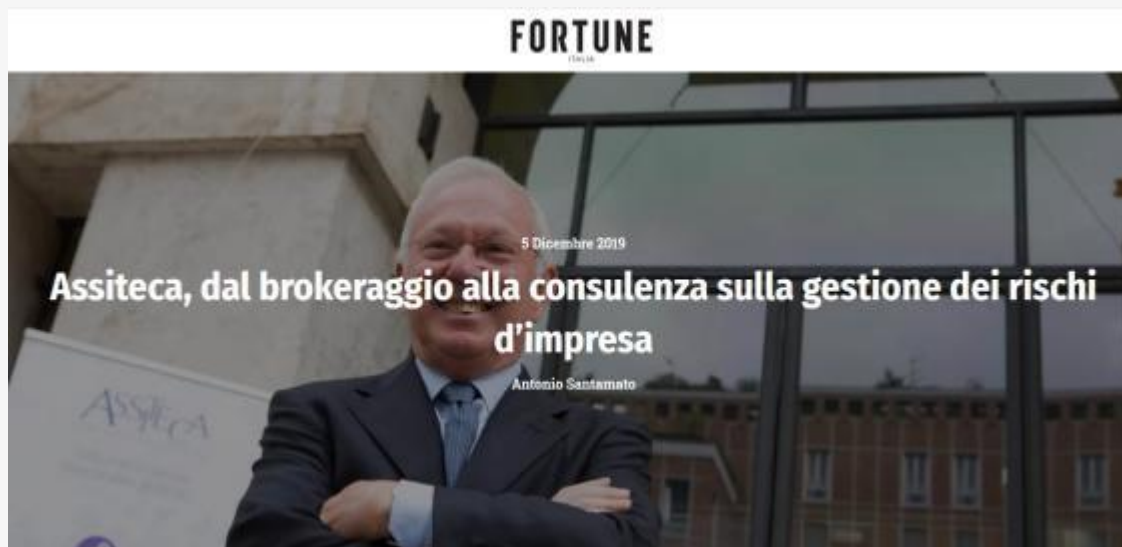 FORTUNE
ITALIA
5 Dicembre 2019
Assiteca, dal brokeraggio alla consulenza sulla gestione dei rischi
d'impresa
Antonio Santamato
ASSITECA